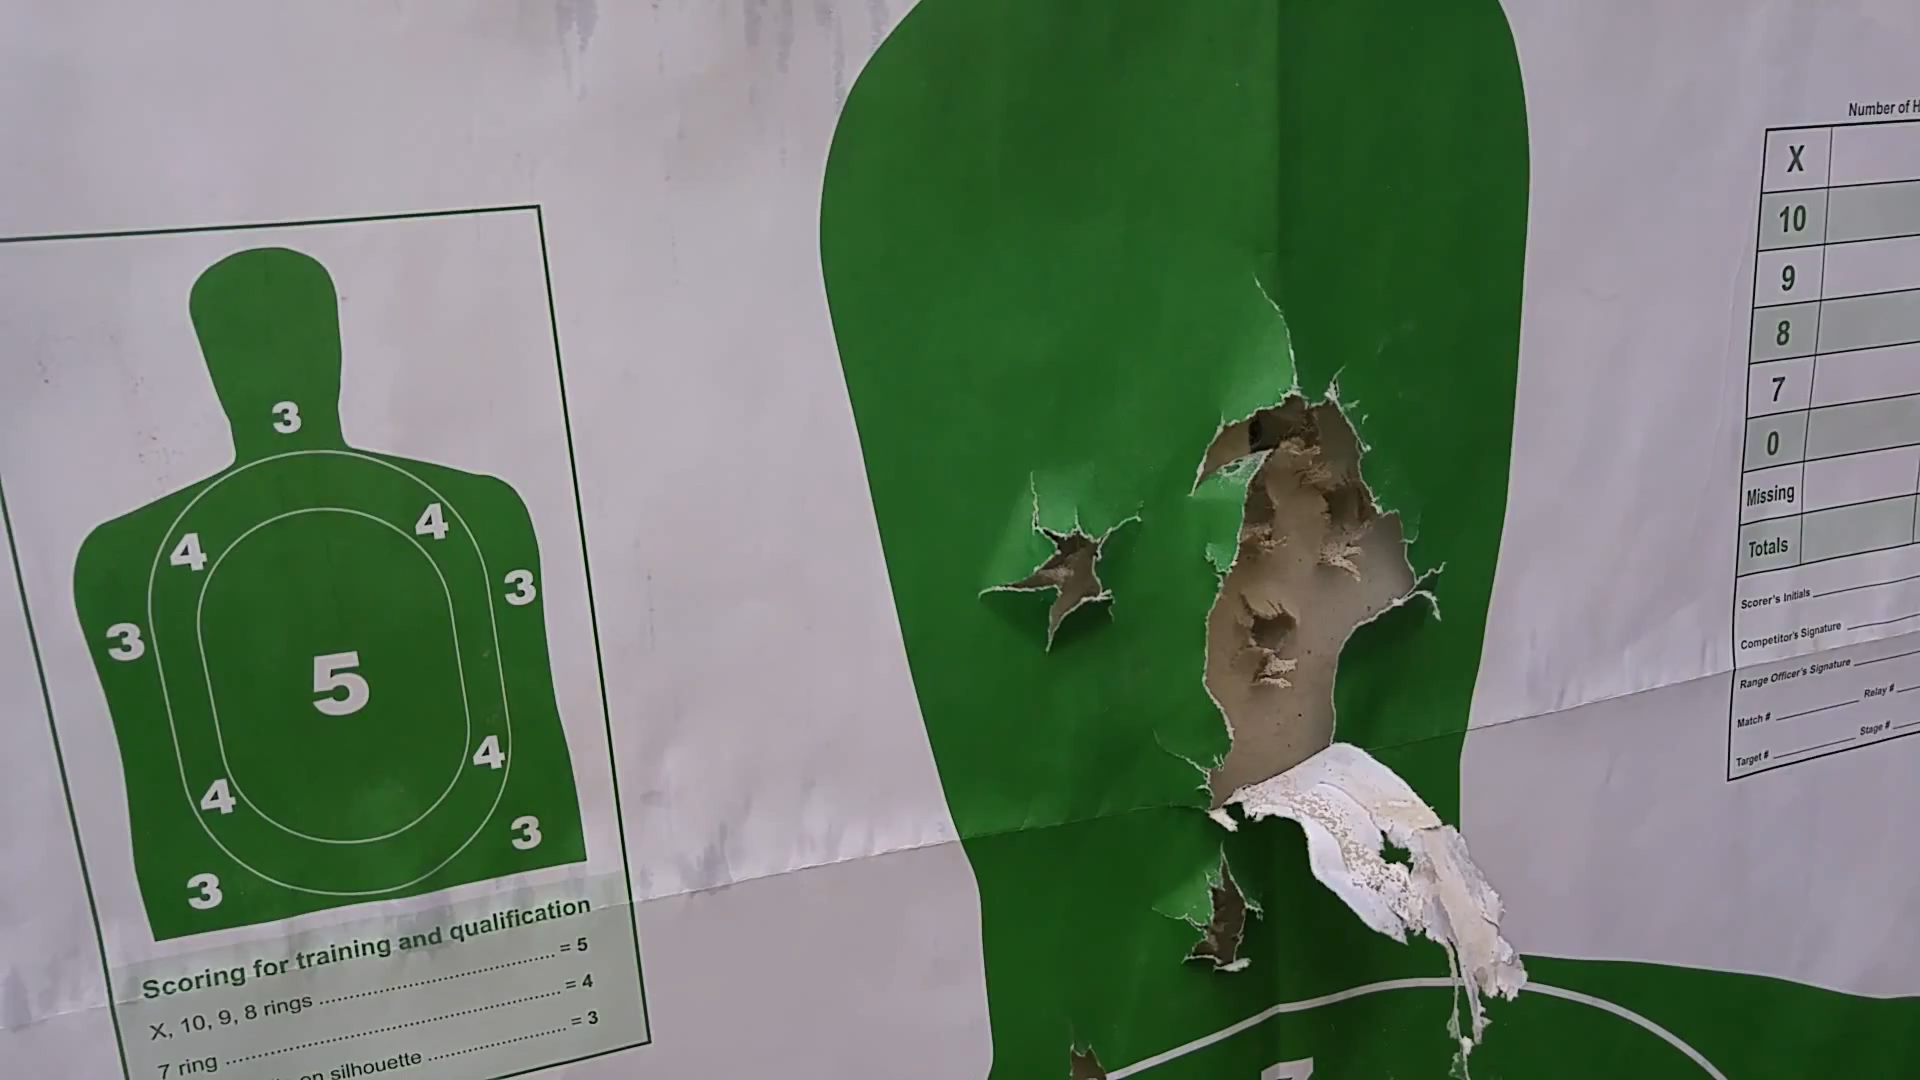 3
4
4
3
3
5
4
4
3
3
Scoring for training and qualification
X, 10, 9, 8 rings = 5
7 ring = 4
on silhouette = 3
7
Number of H
X
10
9
8
7
0
Missing
Totals
Scorer's Initials
Competitor's Signature
Range Officer's Signature
Match # Relay #
Target # Stage #